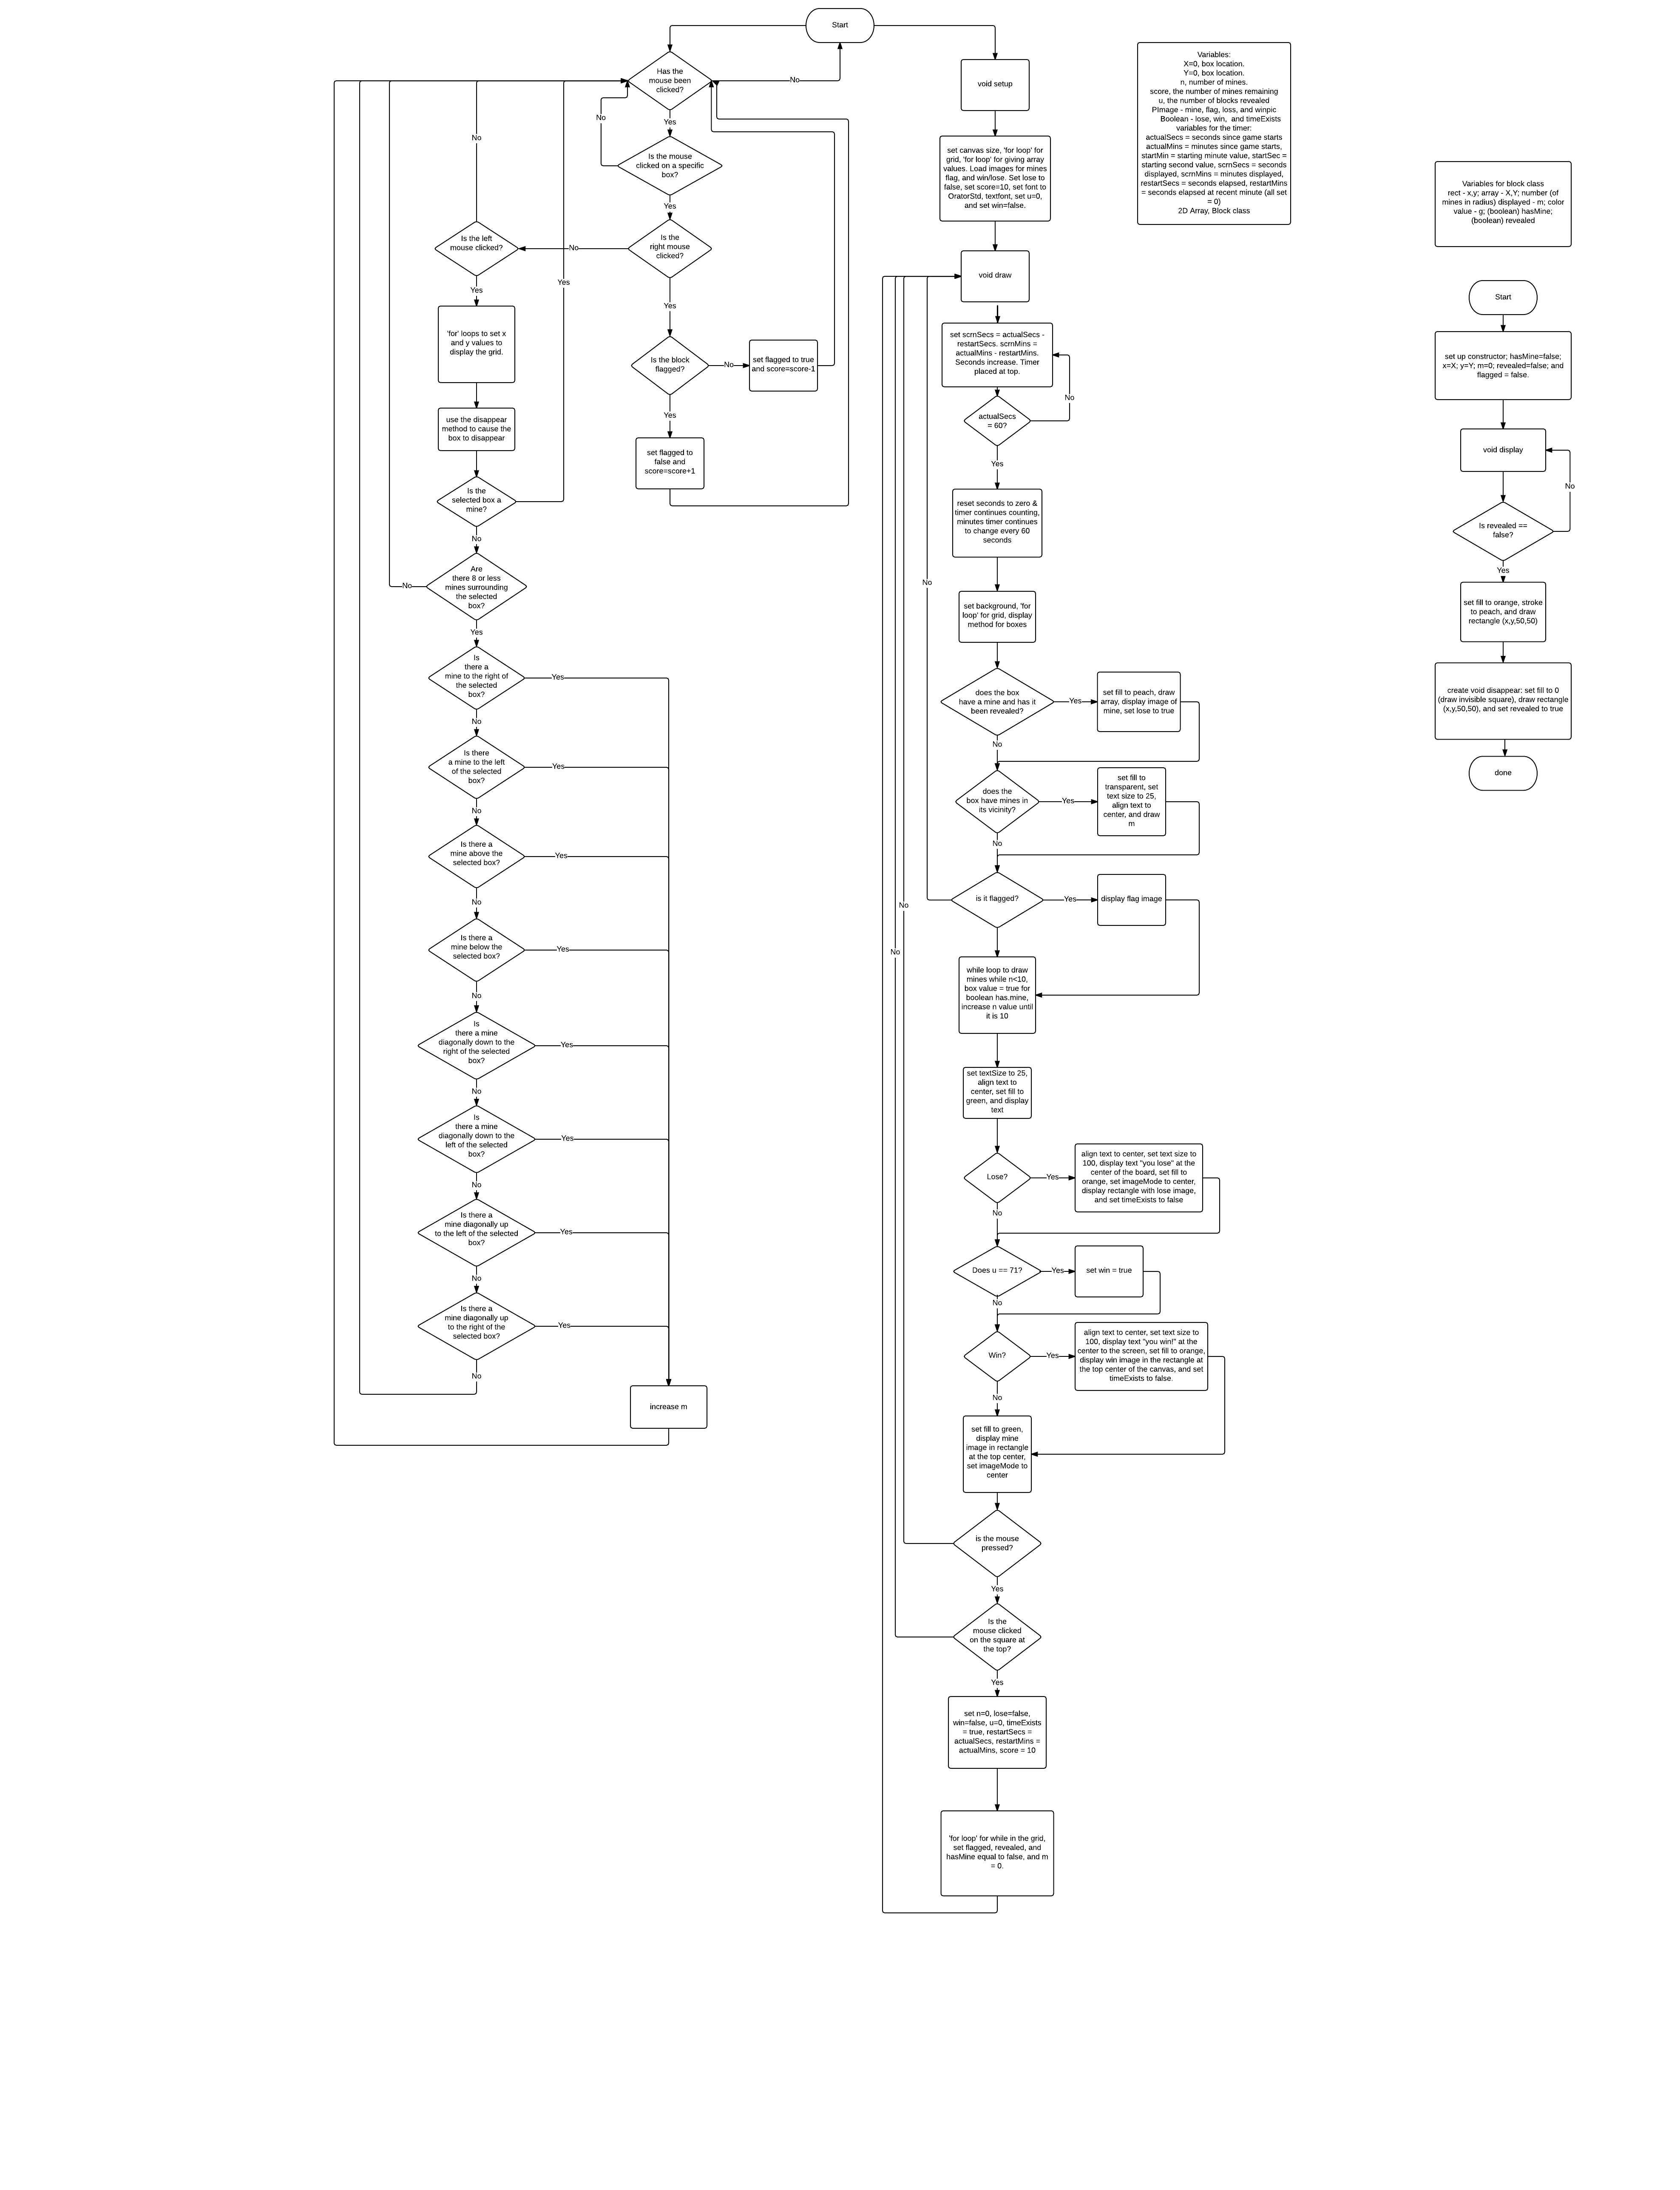 Start
Has the
mouse been
clicked?
No
Yes
No
Is the mouse
clicked on a specific
box?
Yes
Is the
right mouse
clicked?
No
Is the left
mouse clicked?
No
Yes
Yes
'for' loops to set x
and y values to
display the grid.
use the disappear
method to cause the
box to disappear
Is the
selected box a
mine?
Yes
No
Are
there 8 or less
mines surrounding
the selected
box?
No
Yes
Is the block
flagged?
No
set flagged to true
and score=score-1
Yes
set flagged to
false and
score=score+1
Is
there a
mine to the right of
the selected
box?
Yes
No
Is there
a mine to the left
of the selected
box?
Yes
No
Is there a
mine above the
selected box?
Yes
No
Is there a
mine below the
selected box?
Yes
No
Is
there a mine
diagonally down to the
right of the selected
box?
Yes
No
Is
there a mine
diagonally down to the
left of the selected
box?
Yes
No
Is there a
mine diagonally up
to the left of the selected
box?
Yes
No
Is there a
mine diagonally up
to the right of the
selected box?
Yes
No
increase m
void setup
set canvas size, 'for loop' for
grid, 'for loop' for giving array
values. Load images for mines
flag, and win/lose. Set lose to
false, set score=10, set font to
OratorStd, textfont, set u=0,
and set win=false.
void draw
set scrnSecs = actualSecs -
restartSecs. scrnMins =
actualMins - restartMins.
Seconds increase. Timer
placed at top.
No
actualSecs
= 60?
Yes
reset seconds to zero &
timer continues counting,
minutes timer continues
to change every 60
seconds
No
set background, 'for
loop' for grid, display
method for boxes
does the box
have a mine and has it
been revealed?
Yes
set fill to peach, draw
array, display image of
mine, set lose to true
No
does the
box have mines in
its vicinity?
Yes
set fill to
transparent, set
text size to 25,
align text to
center, and draw
m
No
is it flagged?
Yes
display flag image
No
No
while loop to draw
mines while n<10,
box value = true for
boolean has.mine,
increase n value until
it is 10
set textSize to 25,
align text to
center, set fill to
green, and display
text
Lose?
Yes
align text to center, set text size to
100, display text "you lose" at the
center of the board, set fill to
orange, set imageMode to center,
display rectangle with lose image,
and set timeExists to false
No
Does u == 71?
Yes
set win = true
No
Win?
Yes
align text to center, set text size to
100, display text "you win!" at the
center to the screen, set fill to orange,
display win image in the rectangle at
the top center of the canvas, and set
timeExists to false.
No
set fill to green,
display mine
image in rectangle
at the top center,
set imageMode to
center
is the mouse
pressed?
Yes
Is the
mouse clicked
on the square at
the top?
Yes
set n=0, lose=false,
win=false, u=0, timeExists
= true, restartSecs =
actualSecs, restartMins =
actualMins, score = 10
'for loop' for while in the grid,
set flagged, revealed, and
hasMine equal to false, and m
= 0.
Variables:
X=0, box location.
Y=0, box location.
n, number of mines.
score, the number of mines remaining
u, the number of blocks revealed
PImage - mine, flag, loss, and winpic
Boolean - lose, win, and timeExists
variables for the timer:
actualSecs = seconds since game starts
actualMins = minutes since game starts,
startMin = starting minute value, startSec =
starting second value, scrnSecs = seconds
displayed, scrnMins = minutes displayed,
restartSecs = seconds elapsed, restartMins
= seconds elapsed at recent minute (all set
= 0)
2D Array, Block class
Variables for block class
rect - x,y; array - X,Y; number (of
mines in radius) displayed - m; color
value - g; (boolean) hasMine;
(boolean) revealed
Start
set up constructor; hasMine=false;
x=X; y=Y; m=0; revealed=false; and
flagged = false.
void display
No
Is revealed ==
false?
Yes
set fill to orange, stroke
to peach, and draw
rectangle (x,y,50,50)
create void disappear: set fill to 0
(draw invisible square), draw rectangle
(x,y,50,50), and set revealed to true
done